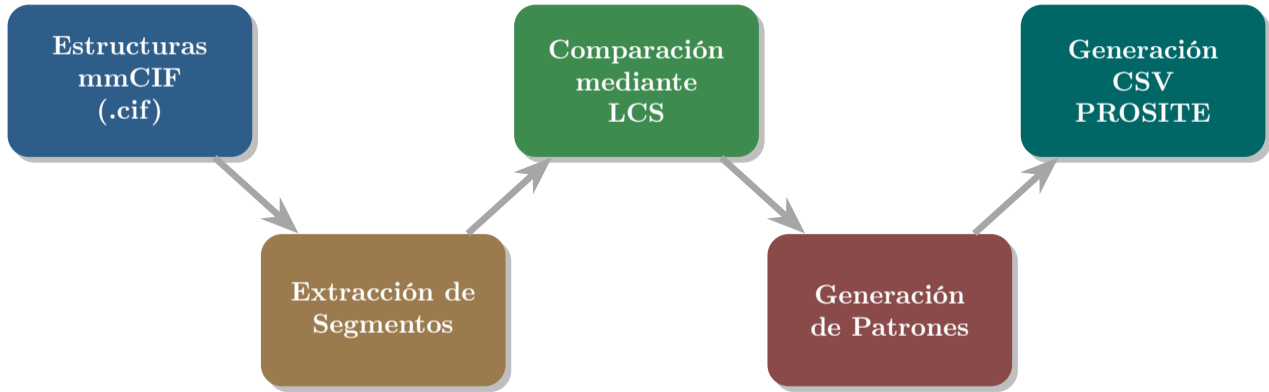 Estructuras
mmCIF
(.cif)
Extracción de
Segmentos
Comparación
mediante
LCS
Generación
de Patrones
Generación
CSV
PROSITE